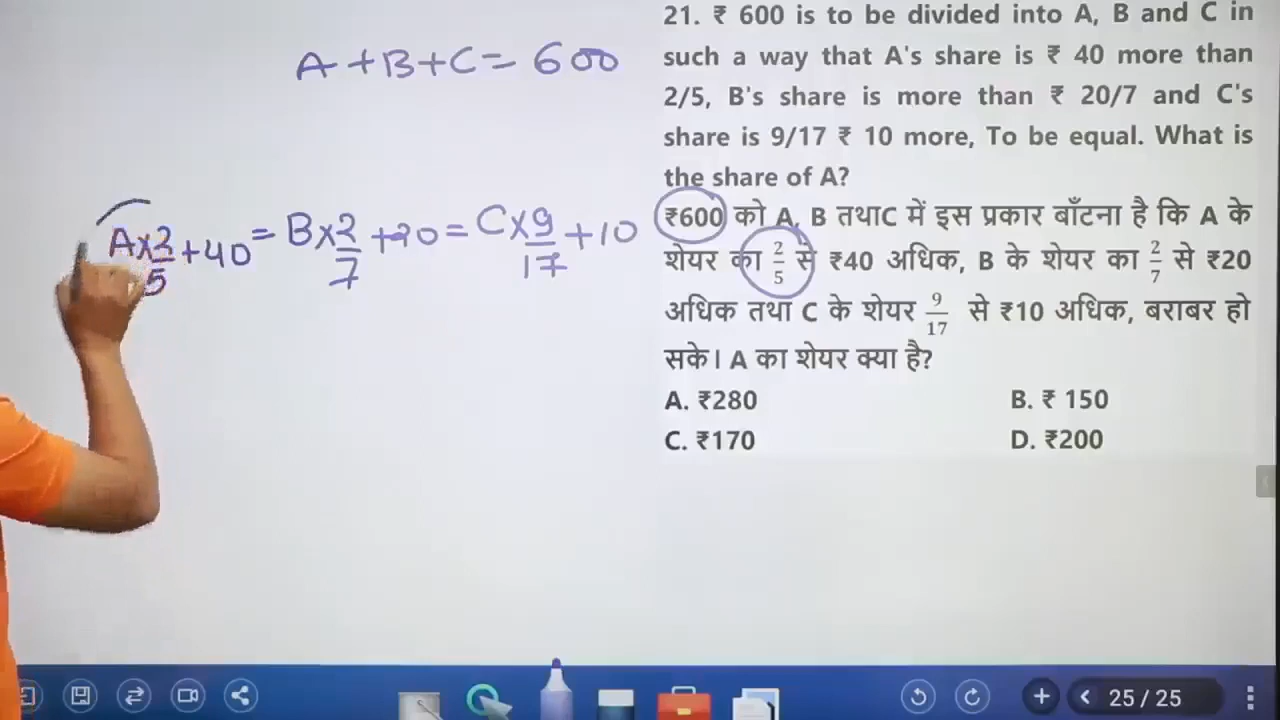 A+B+C=600
A×2/5+40=B×2/7+20=C×9/17+10
21. ₹ 600 is to be divided into A, B and C in
such a way that A's share is ₹ 40 more than
2/5, B's share is more than ₹ 20/7 and C's
share is 9/17 ₹ 10 more, To be equal. What is
the share of A?
₹600 को A, B तथाC में इस प्रकार बाँटना है कि A के
शेयर का 2/5 से ₹40 अधिक, B के शेयर का 2/7 से ₹20
अधिक तथा C के शेयर 9/17 से ₹10 अधिक, बराबर हो
सके। A का शेयर क्या है?
A. ₹280
B. ₹ 150
C. ₹170
D. ₹200
25 / 25